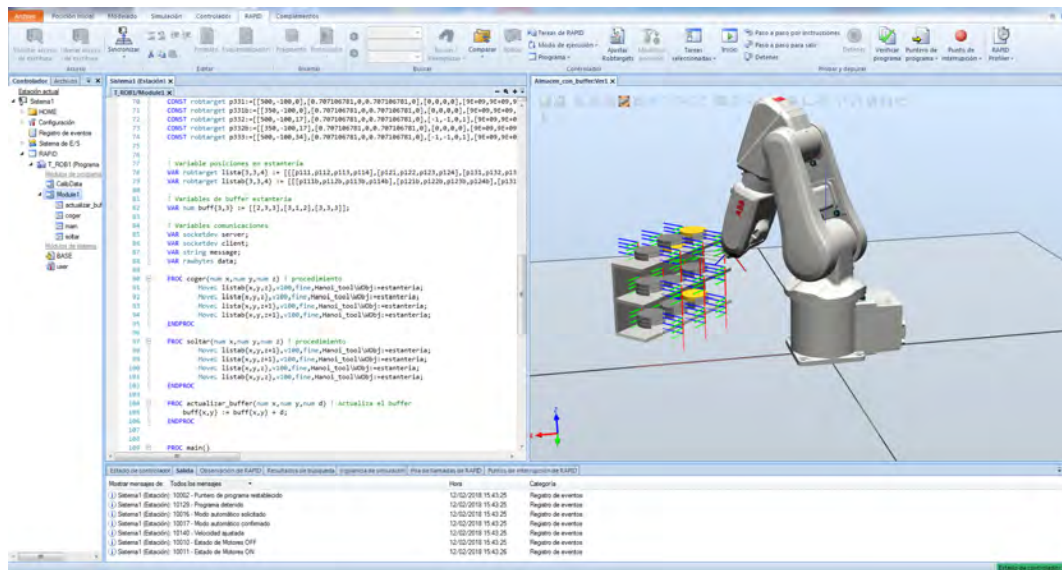 Archivo Posición inicial Modelado Simulación Controlador RAPID Complementos
Sincronizar
Formato Esquematización Fragmento Instrucción
Comparar
Tareas de RAPID
Modo de ejecución
Programa
Ajustar Robtargets
Tareas seleccionadas
Inicio
Paso a paso por instrucciones
Paso a paso para salir
Detener
Verificar programa
Puntero de programa
Punto de interrupción
RAPID Profiler
Acceso Editar Insertar Buscar Controlador Probar y depurar
Controlador Archivos
Estación actual
Sistema1
HOME
Configuración
Registro de eventos
Sistema de E/S
RAPID
T_ROB1 (Programa
Módulos de programa
CalibData
Module1
actualizar_buf
coger
main
soltar
Módulos de sistema
BASE
user
Sistema1 (Estación) X
T_ROB1/Module1 X
70 CONST robtarget p331:=[[500,-100,0],[0.707106781,0,0.707106781,0],[0,0,0,0],[9E+09,9
71 CONST robtarget p331b:=[[350,-100,0],[0.707106781,0,0.707106781,0],[0,0,0,0],[9E+09,9E+
72 CONST robtarget p332:=[[500,-100,17],[0.707106781,0,0.707106781,0],[-1,-1,0,1],[9E+09,
73 CONST robtarget p332b:=[[350,-100,17],[0.707106781,0,0.707106781,0],[0,0,0,0],[9E+09
74 CONST robtarget p333:=[[500,-100,34],[0.707106781,0,0.707106781,0],[-1,-1,0,1],[9E+09,9E+
75
76
77 ! Variable posiciones en estantería
78 VAR robtarget lista{3,3,4} := [[[p111,p112,p113,p114],[p121,p122,p123,p124],[p131,p132,p13
79 VAR robtarget listab{3,3,4} := [[[p111b,p112b,p113b,p114b],[p121b,p122b,p123b,p124b],[p131
80
81 ! Variables de buffer estanteria
82 VAR num buff{3,3} := [[2,3,3],[3,1,2],[3,3,3]];
83
84 ! Variables comunicaciones
85 VAR socketdev server;
86 VAR socketdev client;
87 VAR string message;
88 VAR rawbytes data;
89
90 PROC coger(num x,num y,num z) ! procedimiento
91 MoveL listab{x,y,z},v100,fine,Hanoi_tool\WObj:=estanteria;
92 MoveL lista{x,y,z},v100,fine,Hanoi_tool\WObj:=estanteria;
93 MoveL lista{x,y,z+1},v100,fine,Hanoi_tool\WObj:=estanteria;
94 MoveL listab{x,y,z+1},v100,fine,Hanoi_tool\WObj:=estanteria;
95 ENDPROC
96
97 PROC soltar(num x,num y,num z) ! procedimiento
98 MoveL listab{x,y,z+1},v100,fine,Hanoi_tool\WObj:=estanteria;
99 MoveL lista{x,y,z+1},v100,fine,Hanoi_tool\WObj:=estanteria;
100 MoveL lista{x,y,z},v100,fine,Hanoi_tool\WObj:=estanteria;
101 MoveL listab{x,y,z},v100,fine,Hanoi_tool\WObj:=estanteria;
102 ENDPROC
103
104 PROC actualizar_buffer(num x,num y,num d) ! Actualiza el buffer
105 buff{x,y} := buff{x,y} + d;
106 ENDPROC
107
108
109 PROC main()
Almacen_con_bufferVer1 X
ABB
Estado de controlador Salida Observación de RAPID Resultados de búsqueda Vigilancia de simulación Pila de llamadas de RAPID Puntos de interrupción de RAPID
Mostrar mensajes de: Todos los mensajes Hora Categoría
Sistema1 (Estación): 10002 - Puntero de programa restablecido 12/02/2018 15:43:25 Registro de eventos
Sistema1 (Estación): 10129 - Programa detenido 12/02/2018 15:43:25 Registro de eventos
Sistema1 (Estación): 10016 - Modo automático solicitado 12/02/2018 15:43:25 Registro de eventos
Sistema1 (Estación): 10017 - Modo automático confirmado 12/02/2018 15:43:25 Registro de eventos
Sistema1 (Estación): 10140 - Velocidad ajustada 12/02/2018 15:43:25 Registro de eventos
Sistema1 (Estación): 10010 - Estado de Motores OFF 12/02/2018 15:43:25 Registro de eventos
Sistema1 (Estación): 10011 - Estado de Motores ON 12/02/2018 15:43:26 Registro de eventos
Estado de controlador